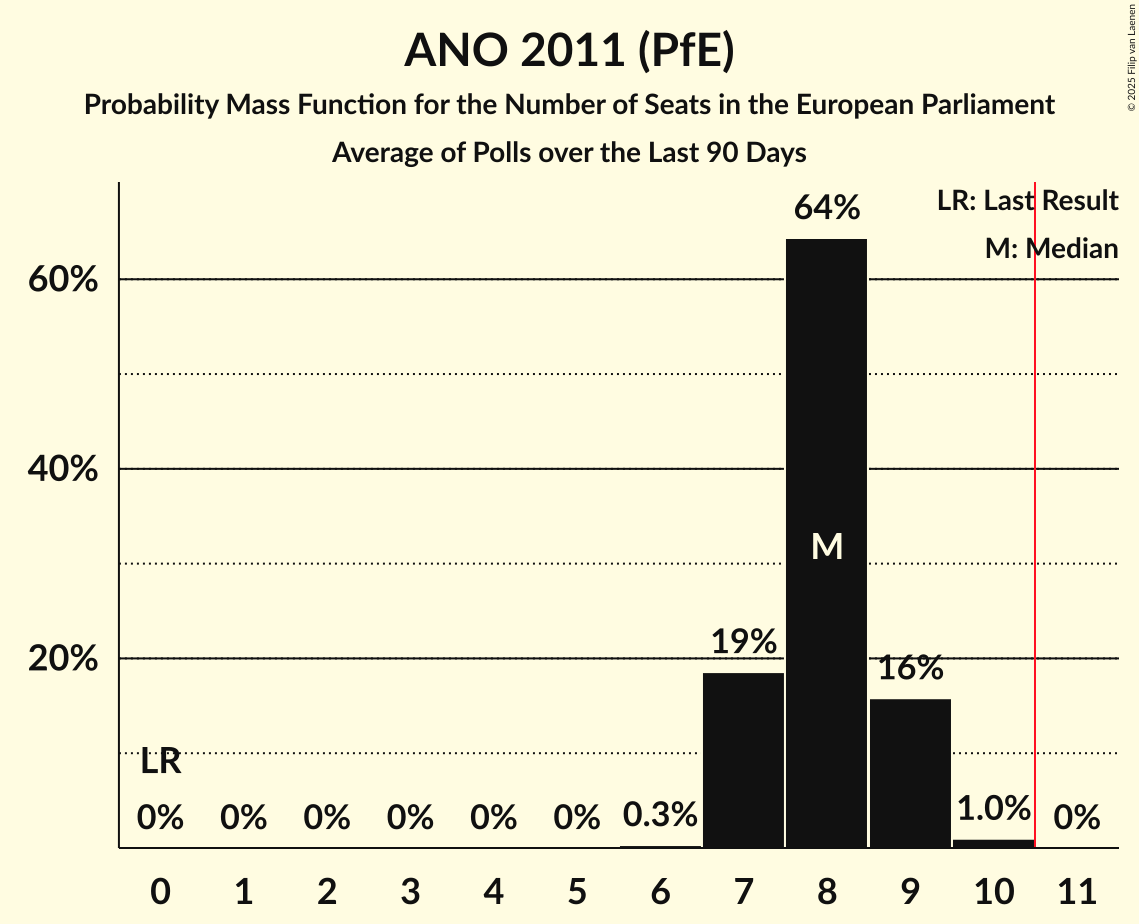 ANO 2011 (PfE)
Probability Mass Function for the Number of Seats in the European Parliament
Average of Polls over the Last 90 Days
© 2025 Filip van Laenen
LR: Last Result
M: Median
64%
60%
40%
M
19%
20%
16%
LR
0% 0% 0% 0% 0% 0% 0.3% 1.0% 0%
0 1 2 3 4 5 6 7 8 9 10 11